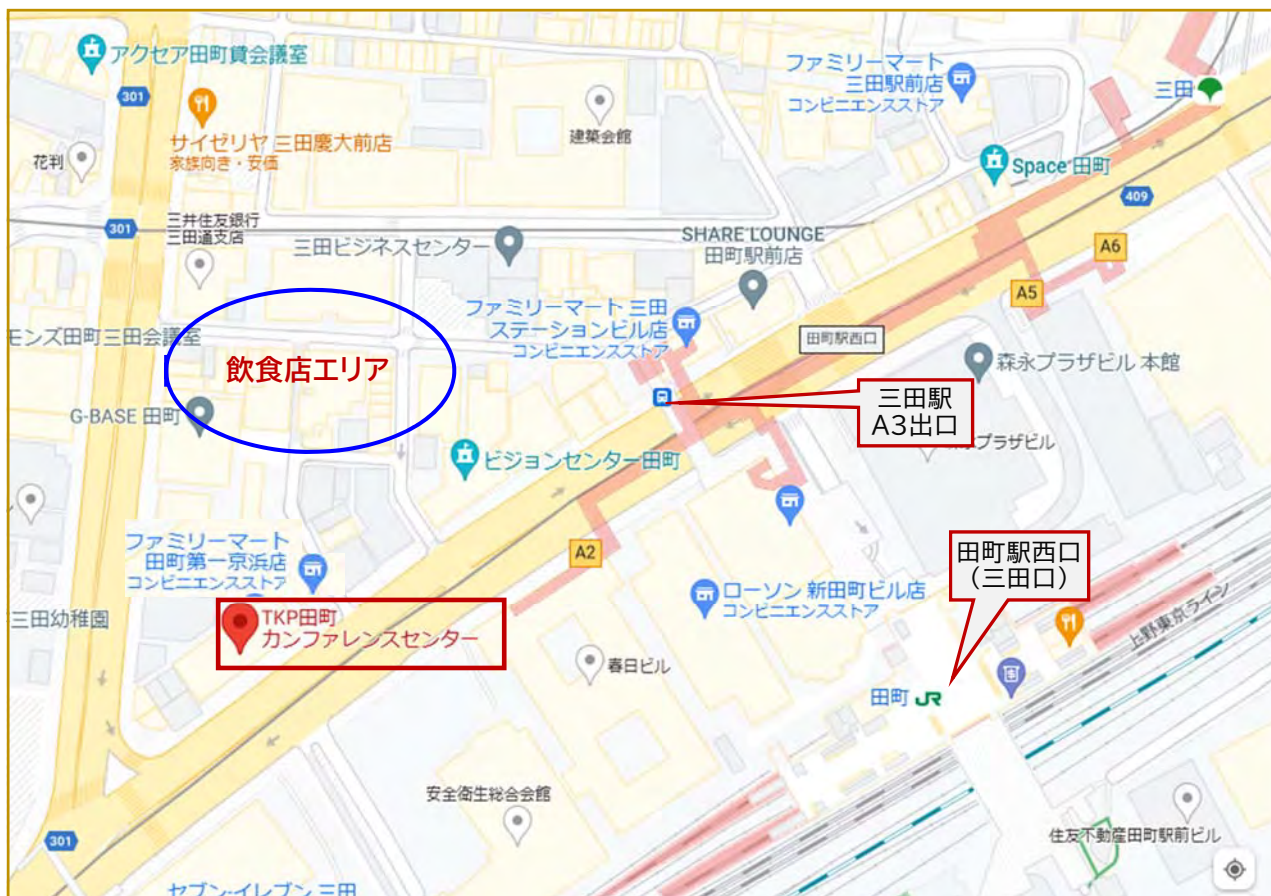 アクセア田町貸会議室
ファミリーマート
三田駅前店
コンビニエンスストア
三田
301
サイゼリヤ 三田慶大前店
家族向き・安価
建築会館
花判
Space 田町
409
301
三井住友銀行
三田通支店
三田ビジネスセンター
SHARE LOUNGE
田町駅前店
A6
A5
ファミリーマート 三田
ステーションビル店
コンビニエンスストア
モンズ田町三田会議室
田町駅西口
飲食店エリア
森永プラザビル 本館
三田駅
A3出口
G-BASE 田町
プラザビル
ビジョンセンター田町
A2
ファミリーマート
田町第一京浜店
コンビニエンスストア
田町駅西口
(三田口)
ローソン 新田町ビル店
コンビニエンスストア
三田幼稚園
TKP田町
カンファレンスセンター
上野東京ライン
春日ビル
田町 JR
安全衛生総合会館
301
住友不動産田町駅前ビル
セブン-イレブン 三田